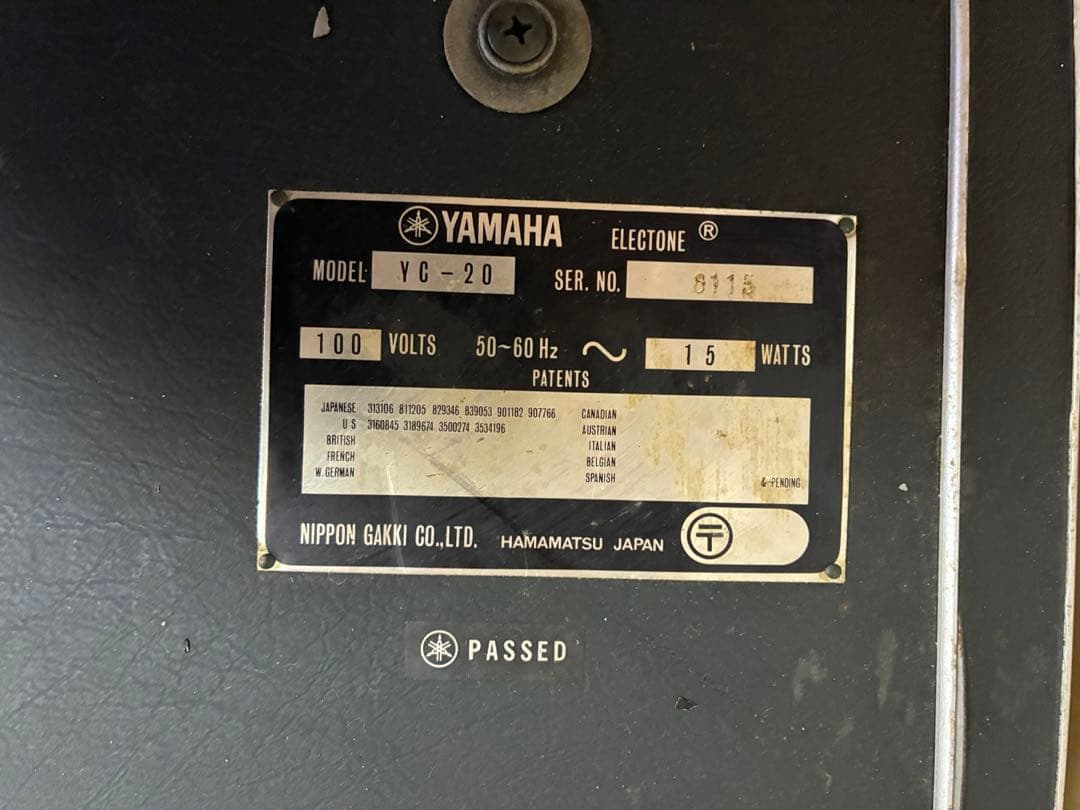 YAMAHA ELECTONE ®
MODEL YC-20 SER. NO. 8115
100 VOLTS 50~60 Hz ~ 15 WATTS
PATENTS
JAPANESE 313106 811205 829346 839053 901182 907766
U S 3160845 3189674 3500274 3534196
BRITISH
FRENCH
W. GERMAN
CANADIAN
AUSTRIAN
ITALIAN
BELGIAN
SPANISH
& PENDING
NIPPON GAKKI CO.,LTD. HAMAMATSU JAPAN 〒
PASSED